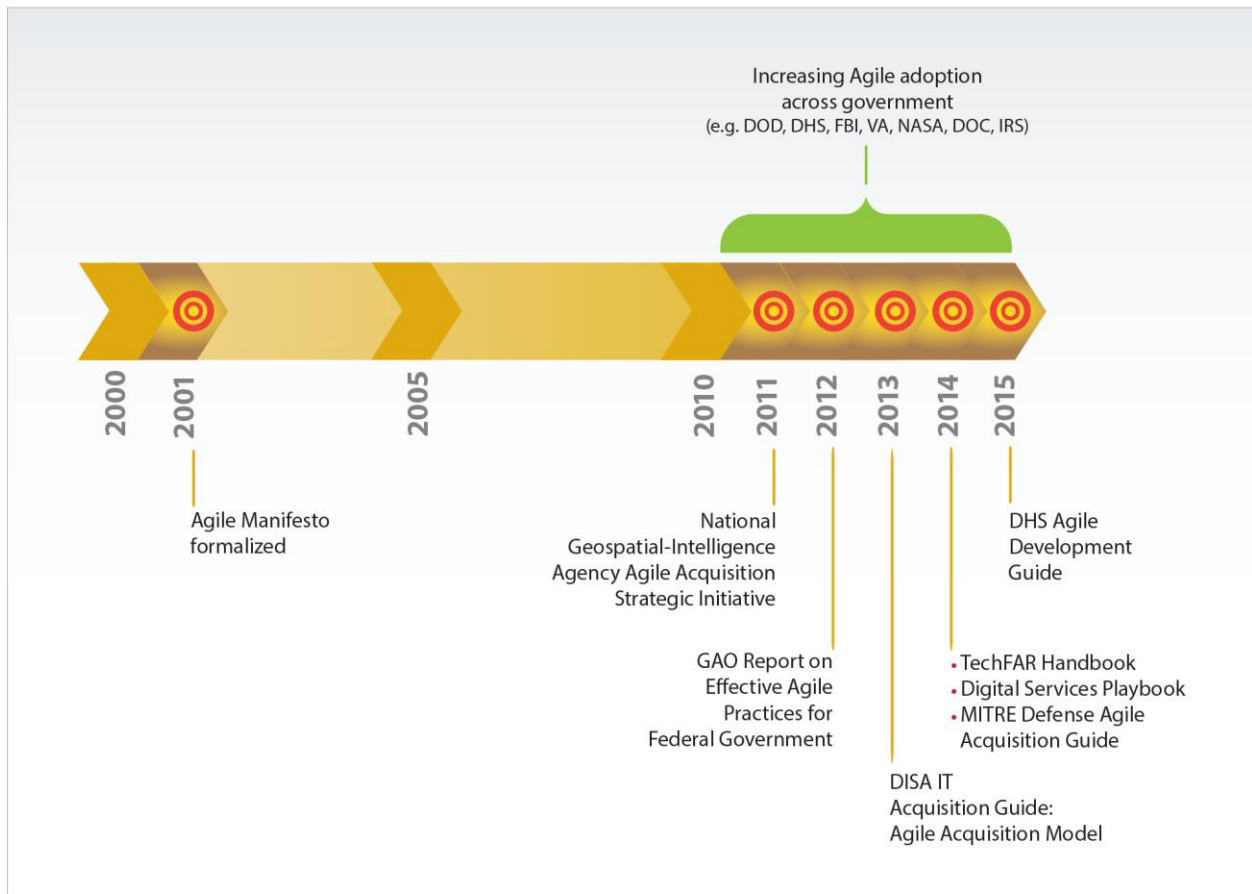 Increasing Agile adoption
across government
(e.g. DOD, DHS, FBI, VA, NASA, DOC, IRS)
2000
2001
2005
2010
2011
2012
2013
2014
2015
Agile Manifesto
formalized
National
Geospatial-Intelligence
Agency Agile Acquisition
Strategic Initiative
DHS Agile
Development
Guide
GAO Report on
Effective Agile
Practices for
Federal Government
• TechFAR Handbook
• Digital Services Playbook
• MITRE Defense Agile
Acquisition Guide
DISA IT
Acquisition Guide:
Agile Acquisition Model